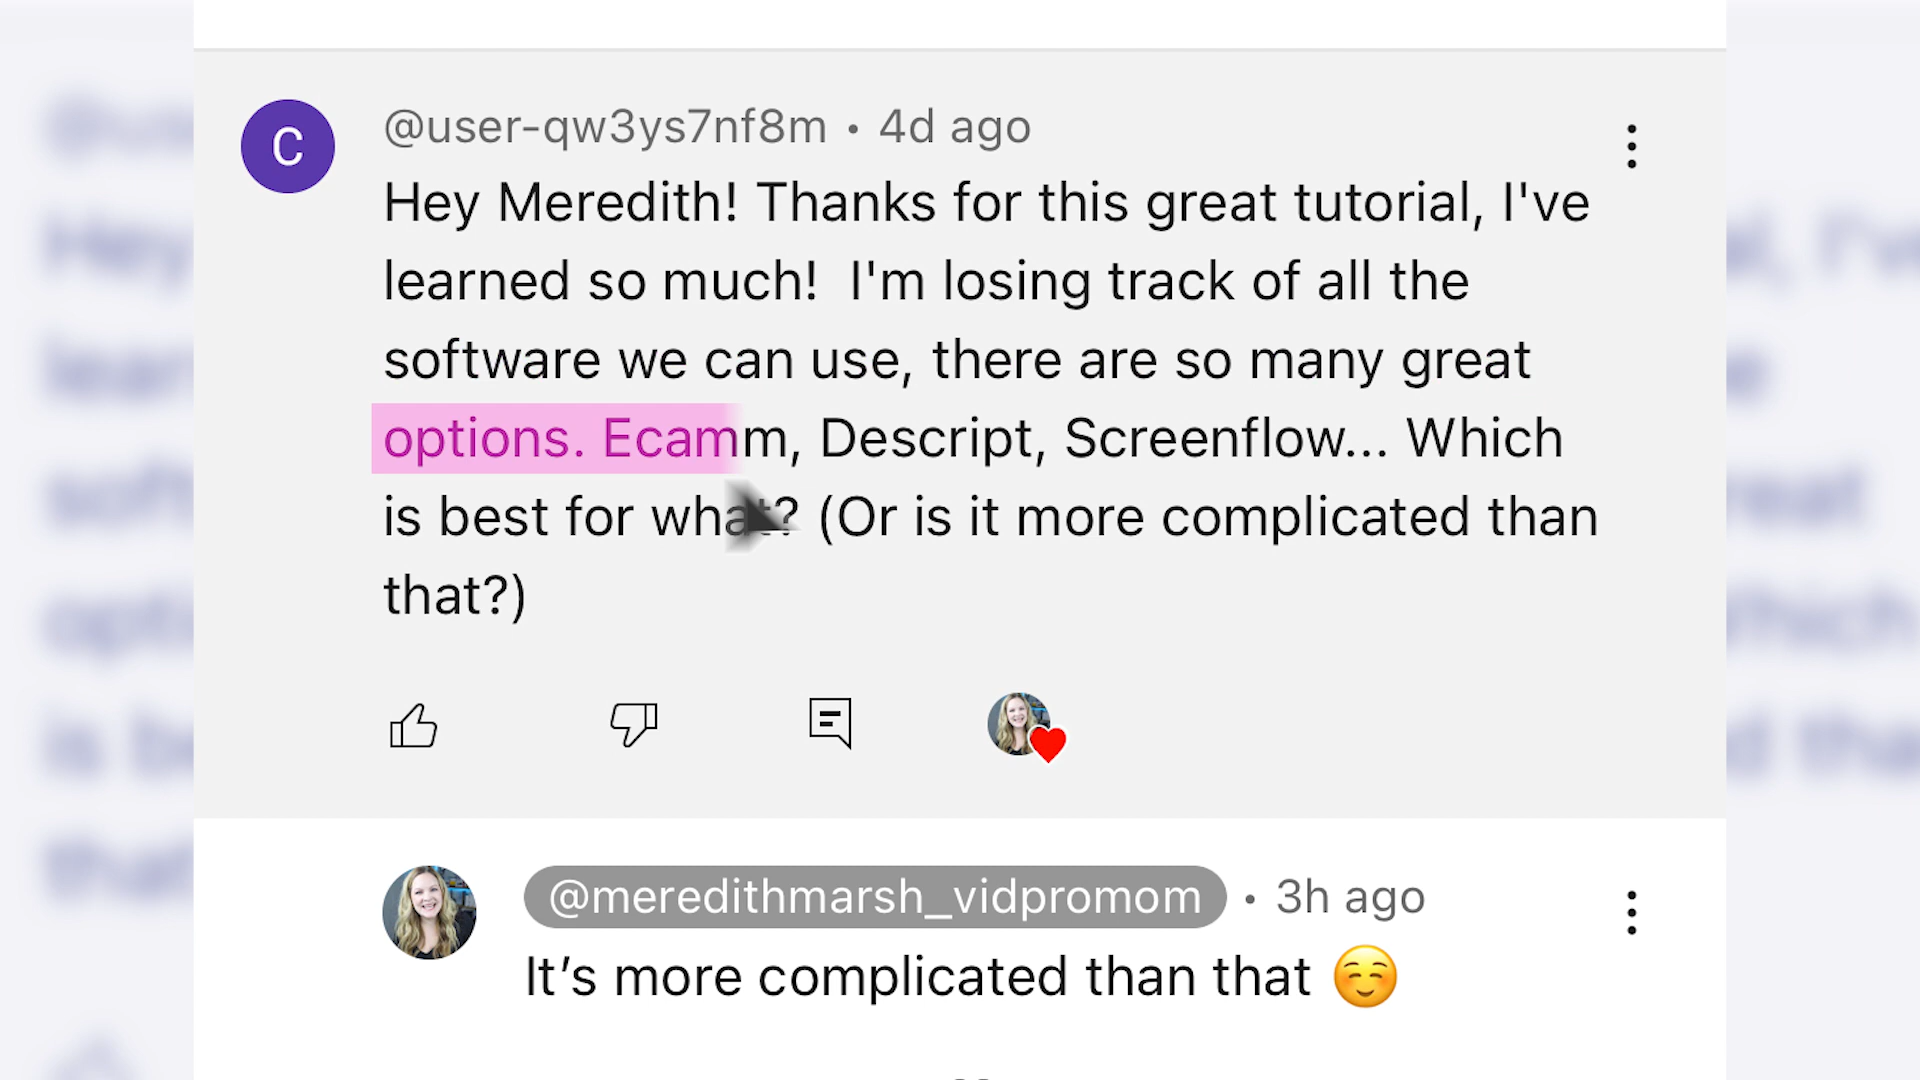 C
@user-qw3ys7nf8m • 4d ago
Hey Meredith! Thanks for this great tutorial, I've
learned so much!  I'm losing track of all the
software we can use, there are so many great
options. Ecamm, Descript, Screenflow... Which
is best for what? (Or is it more complicated than
that?)
@meredithmarsh_vidpromom • 3h ago
It’s more complicated than that ☺️